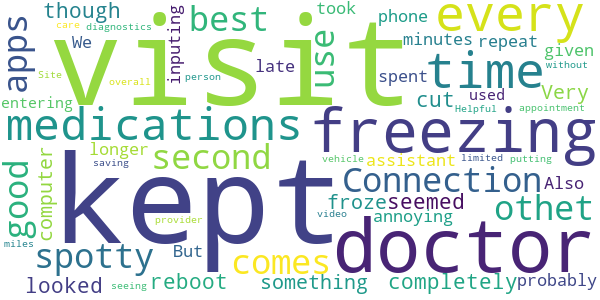 though
best
took
phone
every
care
diagnostics
We
visit
minutes
repeat
apps
inputing
use
time
given
Site
overall
person
late
spent
used
Very
without
entering
cut
Helpful
appointment
medications
freezing
longer
second
assistant
vehicle
limited
putting
good
computer
saving
kept
Connection
Also
froze
seemed
othet
provider
video
annoying
doctor
miles
spotty
But
comes
seeing
looked
reboot
something
completely
probably